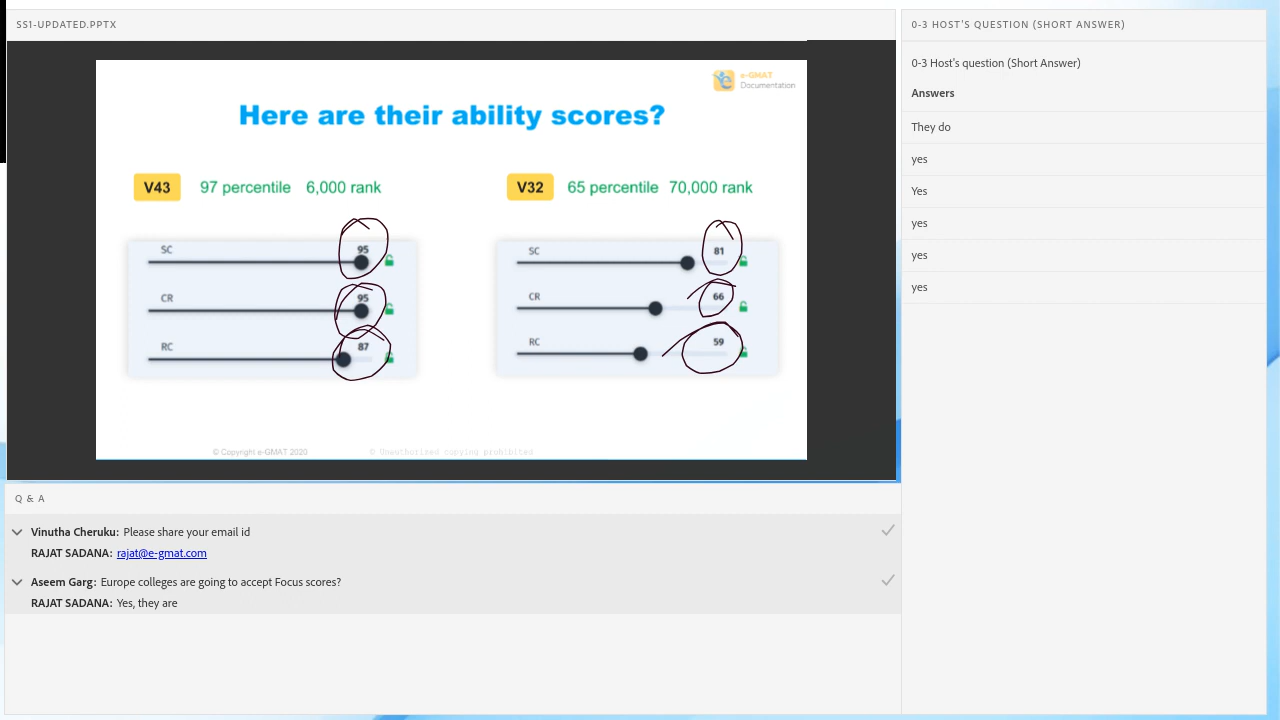 SS1-UPDATED.PPTX
e-GMAT
Documentation
Here are their ability scores?
V43 97 percentile 6,000 rank
SC 95
CR 95
RC 87
V32 65 percentile 70,000 rank
SC 81
CR 66
RC 59
© Copyright e-GMAT 2020 © Unauthorized copying prohibited
Q & A
Vinutha Cheruku: Please share your email id
RAJAT SADANA: rajat@e-gmat.com
Aseem Garg: Europe colleges are going to accept Focus scores?
RAJAT SADANA: Yes, they are
0-3 HOST'S QUESTION (SHORT ANSWER)
0-3 Host's question (Short Answer)
Answers
They do
yes
Yes
yes
yes
yes